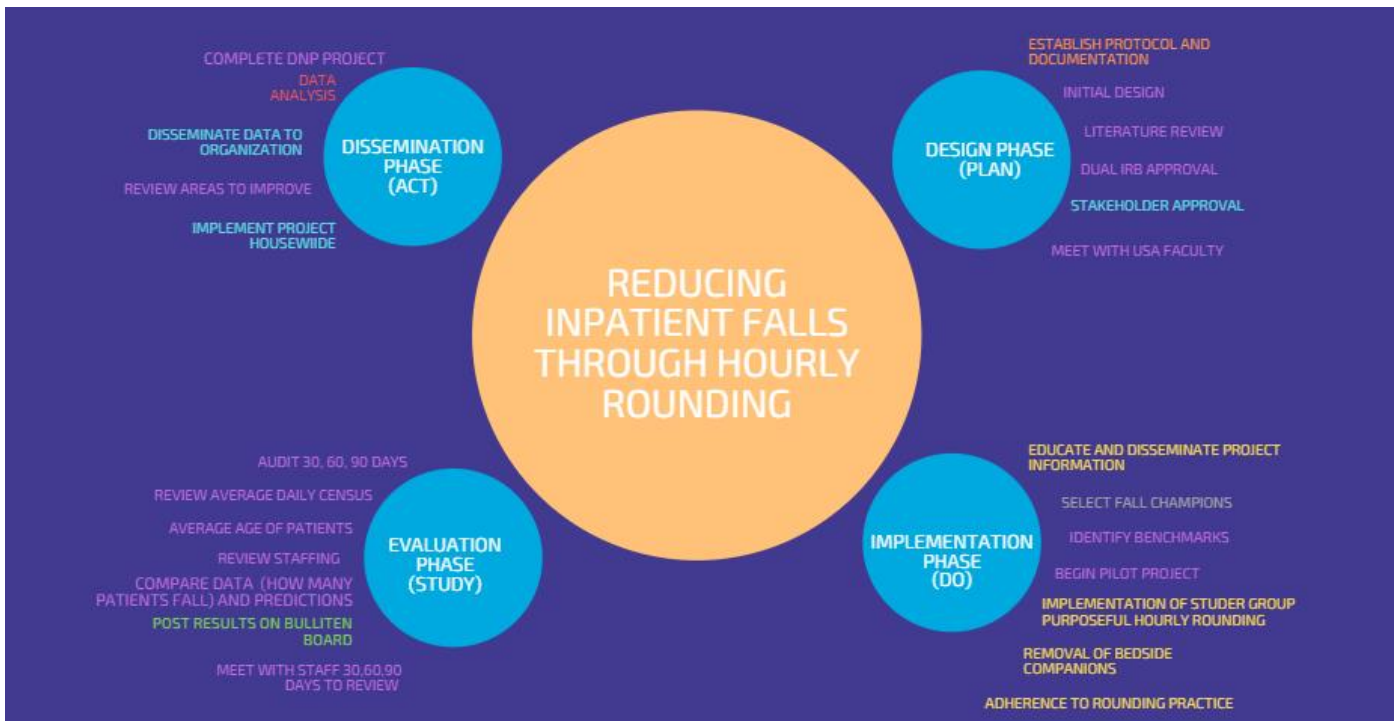 REDUCING
INPATIENT FALLS
THROUGH HOURLY
ROUNDING
DESIGN PHASE
(PLAN)
ESTABLISH PROTOCOL AND
DOCUMENTATION
INITIAL DESIGN
LITERATURE REVIEW
DUAL IRB APPROVAL
STAKEHOLDER APPROVAL
MEET WITH USA FACULTY
IMPLEMENTATION
PHASE
(DO)
EDUCATE AND DISSEMINATE PROJECT
INFORMATION
SELECT FALL CHAMPIONS
IDENTIFY BENCHMARKS
BEGIN PILOT PROJECT
IMPLEMENTATION OF STUDER GROUP
PURPOSEFUL HOURLY ROUNDING
REMOVAL OF BEDSIDE
COMPANIONS
ADHERENCE TO ROUNDING PRACTICE
EVALUATION
PHASE
(STUDY)
AUDIT 30, 60, 90 DAYS
REVIEW AVERAGE DAILY CENSUS
AVERAGE AGE OF PATIENTS
REVIEW STAFFING
COMPARE DATA (HOW MANY
PATIENTS FALL) AND PREDICTIONS
POST RESULTS ON BULLITEN
BOARD
MEET WITH STAFF 30,60,90
DAYS TO REVIEW
DISSEMINATION
PHASE
(ACT)
COMPLETE DNP PROJECT
DATA
ANALYSIS
DISSEMINATE DATA TO
ORGANIZATION
REVIEW AREAS TO IMPROVE
IMPLEMENT PROJECT
HOUSEWIIDE